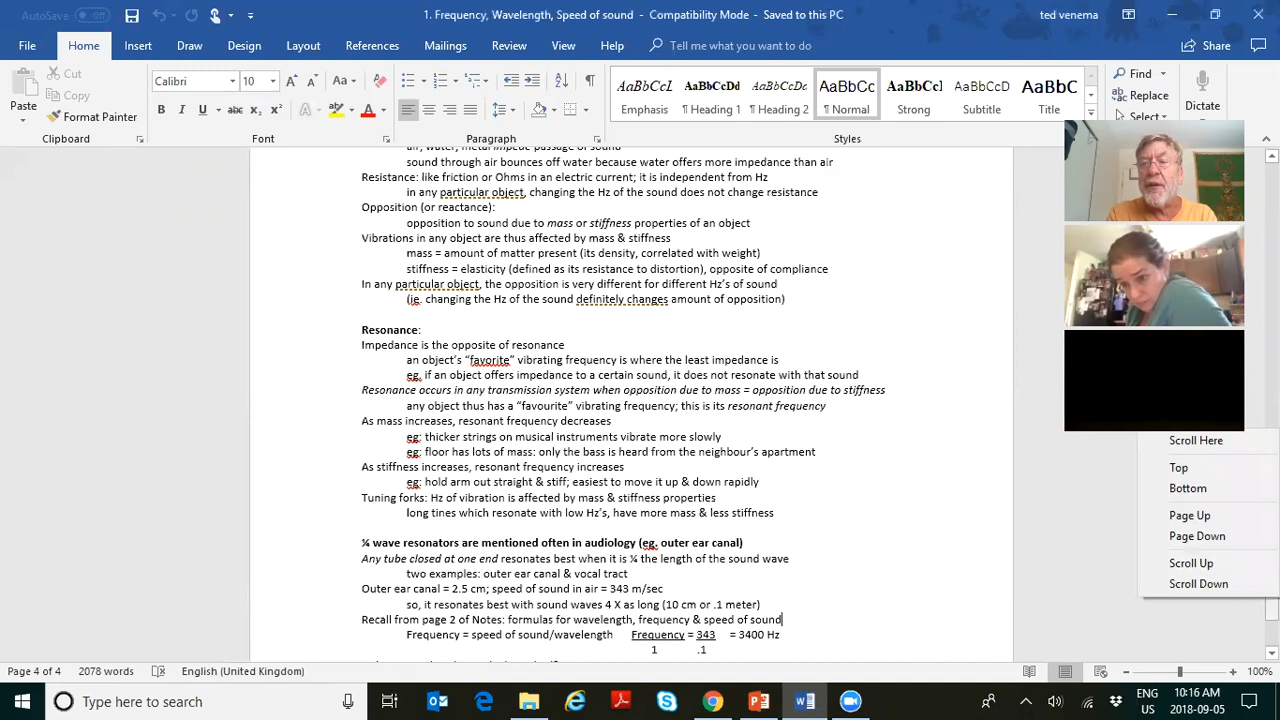 AutoSave Off
1. Frequency, Wavelength, Speed of sound - Compatibility Mode - Saved to this PC
ted venema
File Home Insert Draw Design Layout References Mailings Review View Help Tell me what you want to do Share
Paste
Cut
Copy
Format Painter
Clipboard
Calibri 10
Font
Paragraph
AaBbCcL AaBbCcDd AaBbCcDc AaBbCc AaBbCcI AaBbCcDd AaBbCc
Emphasis ¶ Heading 1 ¶ Heading 2 ¶ Normal Strong Subtitle Title
Styles
Find
Replace
Select
Dictate
air, water, metal impede passage of sound
sound through air bounces off water because water offers more impedance than air
Resistance: like friction or Ohms in an electric current; it is independent from Hz
in any particular object, changing the Hz of the sound does not change resistance
Opposition (or reactance):
opposition to sound due to mass or stiffness properties of an object
Vibrations in any object are thus affected by mass & stiffness
mass = amount of matter present (its density, correlated with weight)
stiffness = elasticity (defined as its resistance to distortion), opposite of compliance
In any particular object, the opposition is very different for different Hz's of sound
(ie. changing the Hz of the sound definitely changes amount of opposition)
Resonance:
Impedance is the opposite of resonance
an object's "favorite" vibrating frequency is where the least impedance is
eg. if an object offers impedance to a certain sound, it does not resonate with that sound
Resonance occurs in any transmission system when opposition due to mass = opposition due to stiffness
any object thus has a "favourite" vibrating frequency; this is its resonant frequency
As mass increases, resonant frequency decreases
eg: thicker strings on musical instruments vibrate more slowly
eg: floor has lots of mass: only the bass is heard from the neighbour's apartment
As stiffness increases, resonant frequency increases
eg: hold arm out straight & stiff; easiest to move it up & down rapidly
Tuning forks: Hz of vibration is affected by mass & stiffness properties
long tines which resonate with low Hz's, have more mass & less stiffness
¼ wave resonators are mentioned often in audiology (eg. outer ear canal)
Any tube closed at one end resonates best when it is ¼ the length of the sound wave
two examples: outer ear canal & vocal tract
Outer ear canal = 2.5 cm; speed of sound in air = 343 m/sec
so, it resonates best with sound waves 4 X as long (10 cm or .1 meter)
Recall from page 2 of Notes: formulas for wavelength, frequency & speed of sound
Frequency = speed of sound/wavelength Frequency = 343 = 3400 Hz
1 .1
Scroll Here
Top
Bottom
Page Up
Page Down
Scroll Up
Scroll Down
Page 4 of 4 2078 words English (United Kingdom) 100%
Type here to search
ENG
US
10:16 AM
2018-09-05